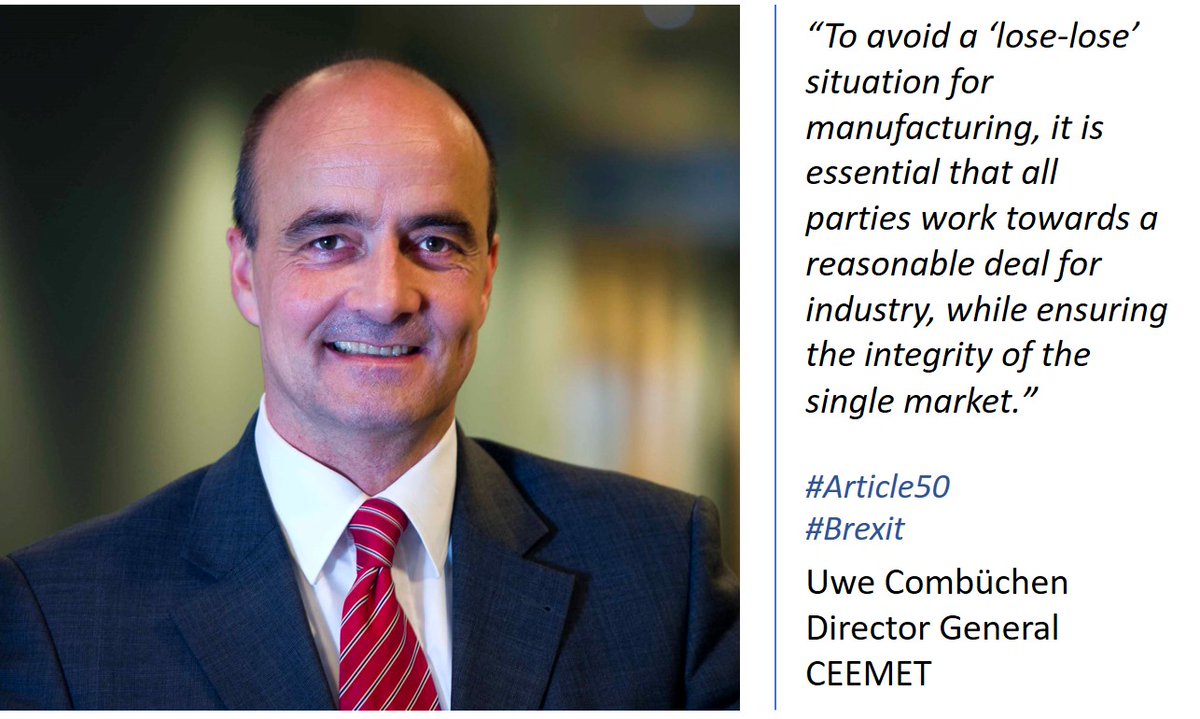 “To avoid a ‘lose-lose’
situation for
manufacturing, it is
essential that all
parties work towards a
reasonable deal for
industry, while ensuring
the integrity of the
single market.”
#Article50
#Brexit
Uwe Combüchen
Director General
CEEMET